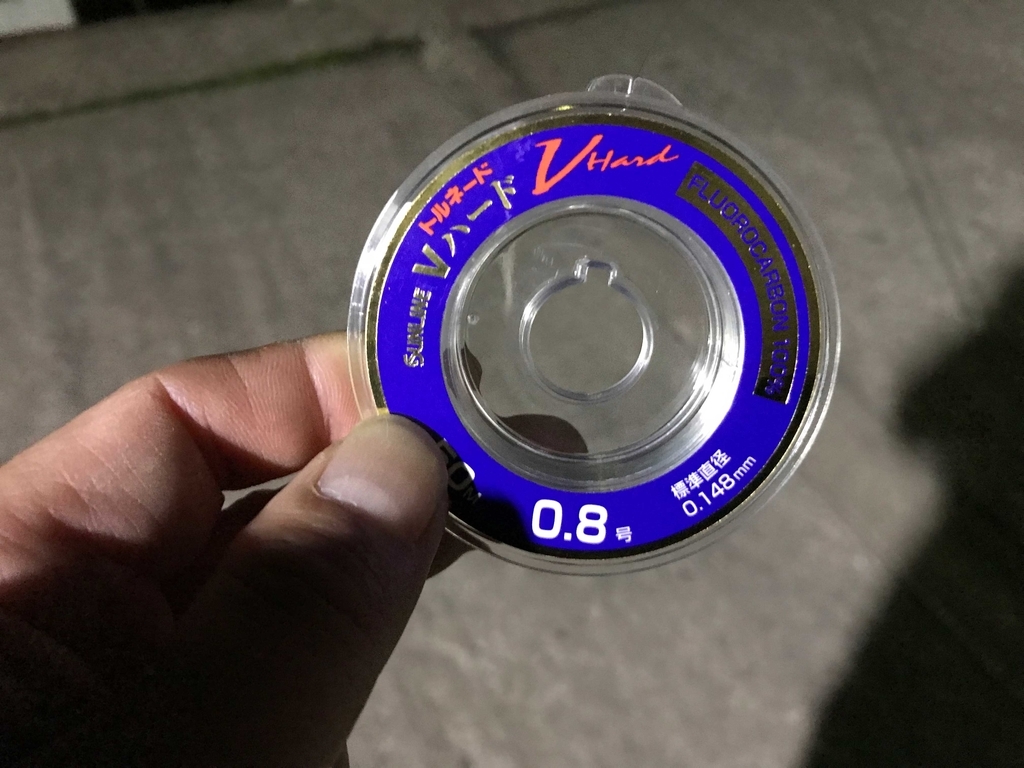 SUNLINE
トルネード
Vハード
V Hard
FLUOROCARBON 100%
標準直径
0.148mm
0.8号
50M